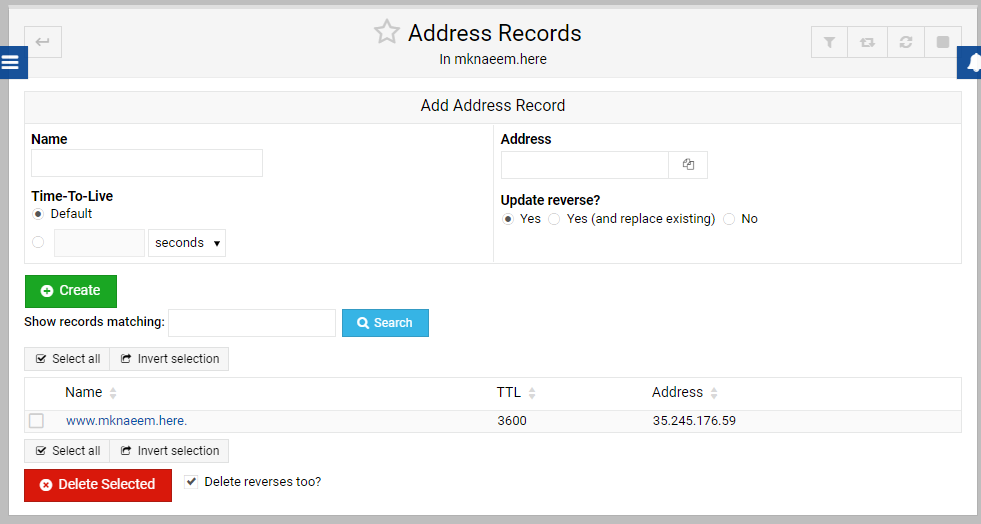 Address Records
In mknaeem.here
Add Address Record
Name
Address
Time-To-Live
Default
seconds
Update reverse?
Yes Yes (and replace existing) No
Create
Show records matching: Search
Select all Invert selection
Name TTL Address
www.mknaeem.here. 3600 35.245.176.59
Select all Invert selection
Delete Selected Delete reverses too?